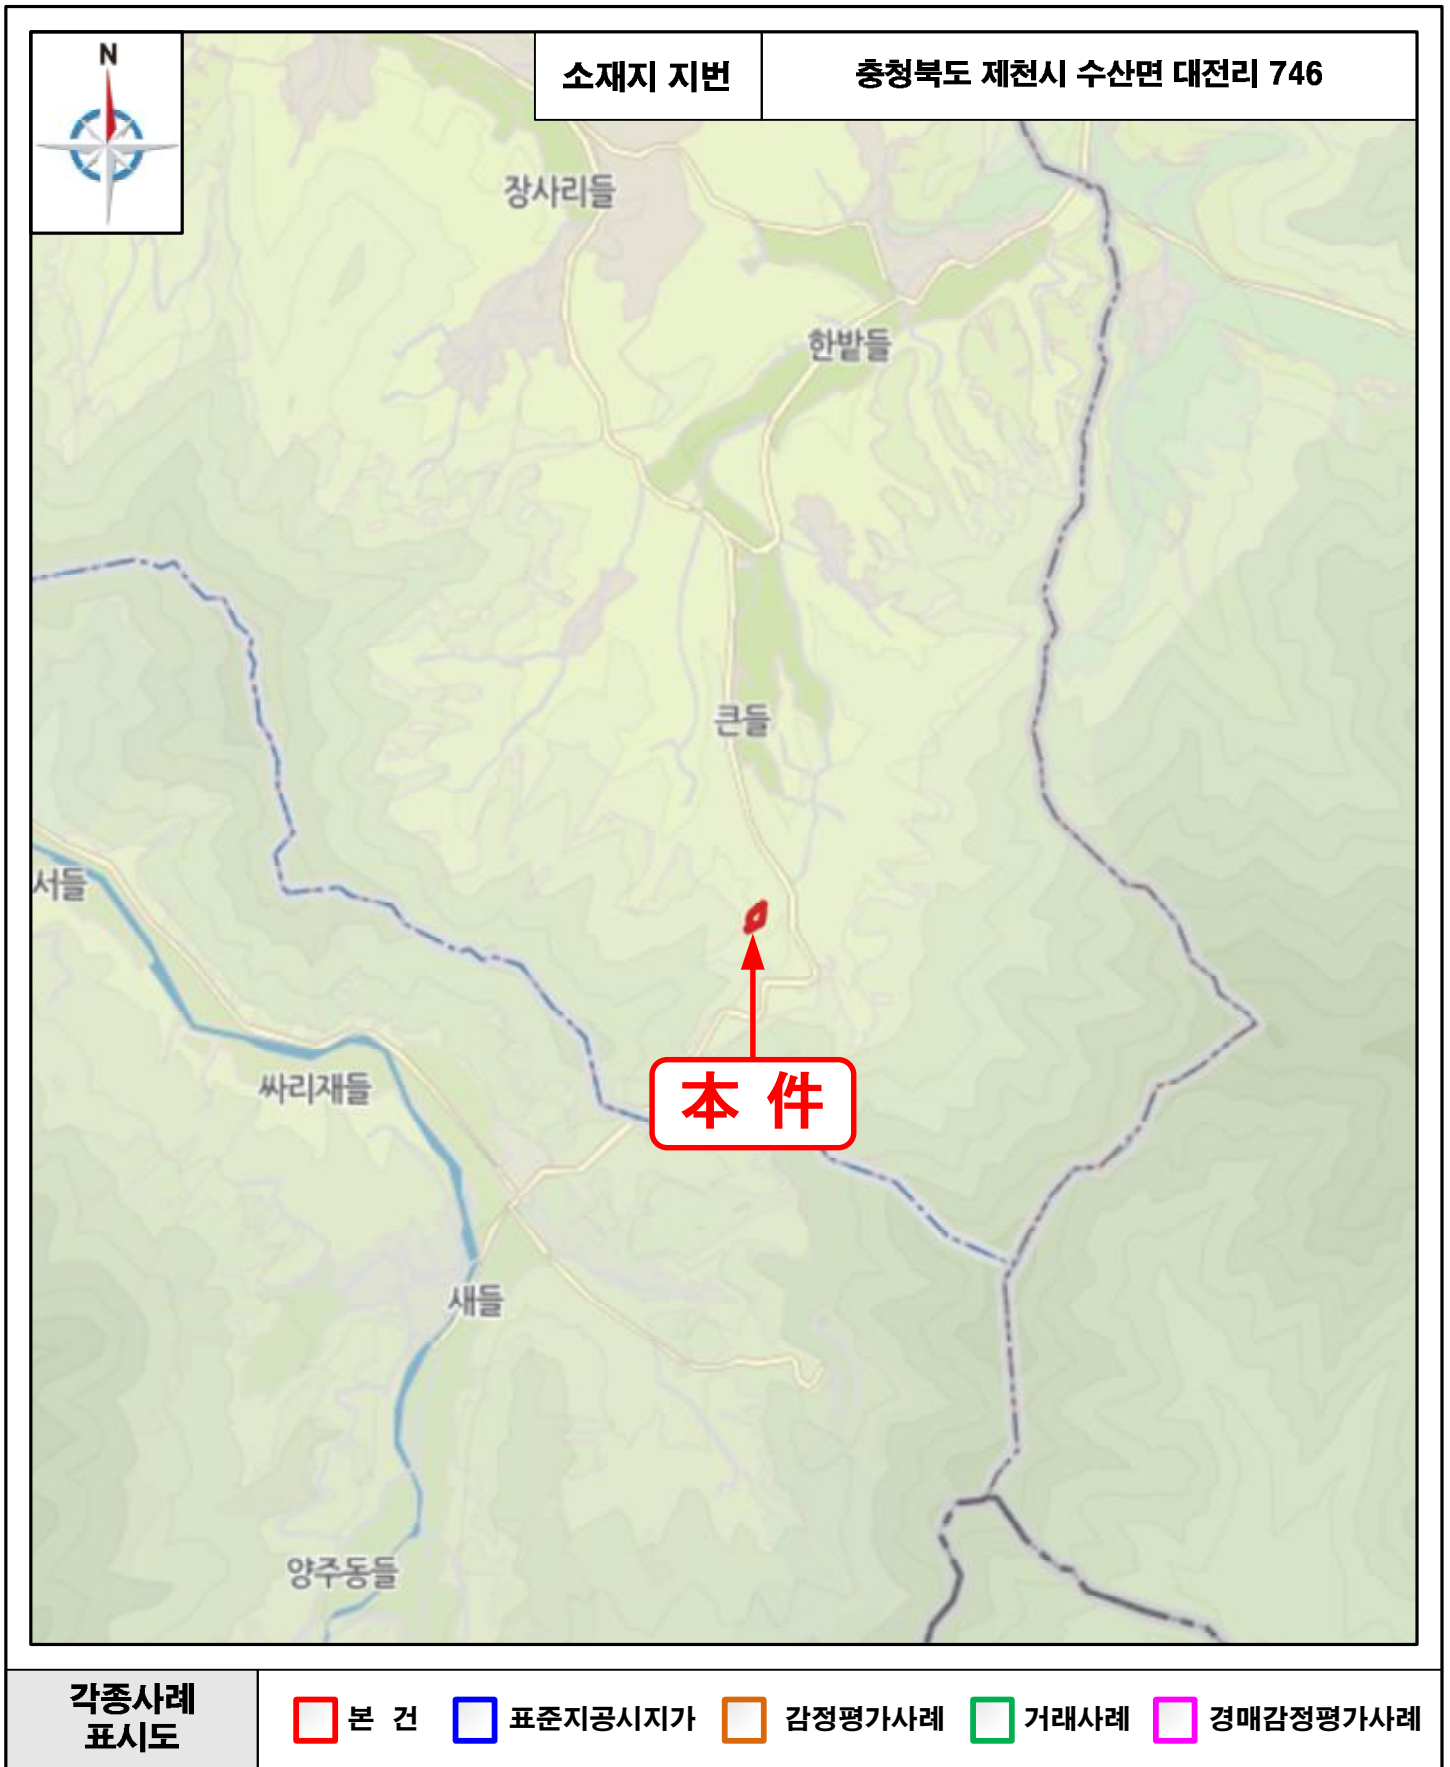 N
소재지 지번
충청북도 제천시 수산면 대전리 746
장사리들
한밭들
큰들
서들
本 件
싸리재들
새들
양주동들
각종사례
표시도
본 건
표준지공시지가
감정평가사례
거래사례
경매감정평가사례